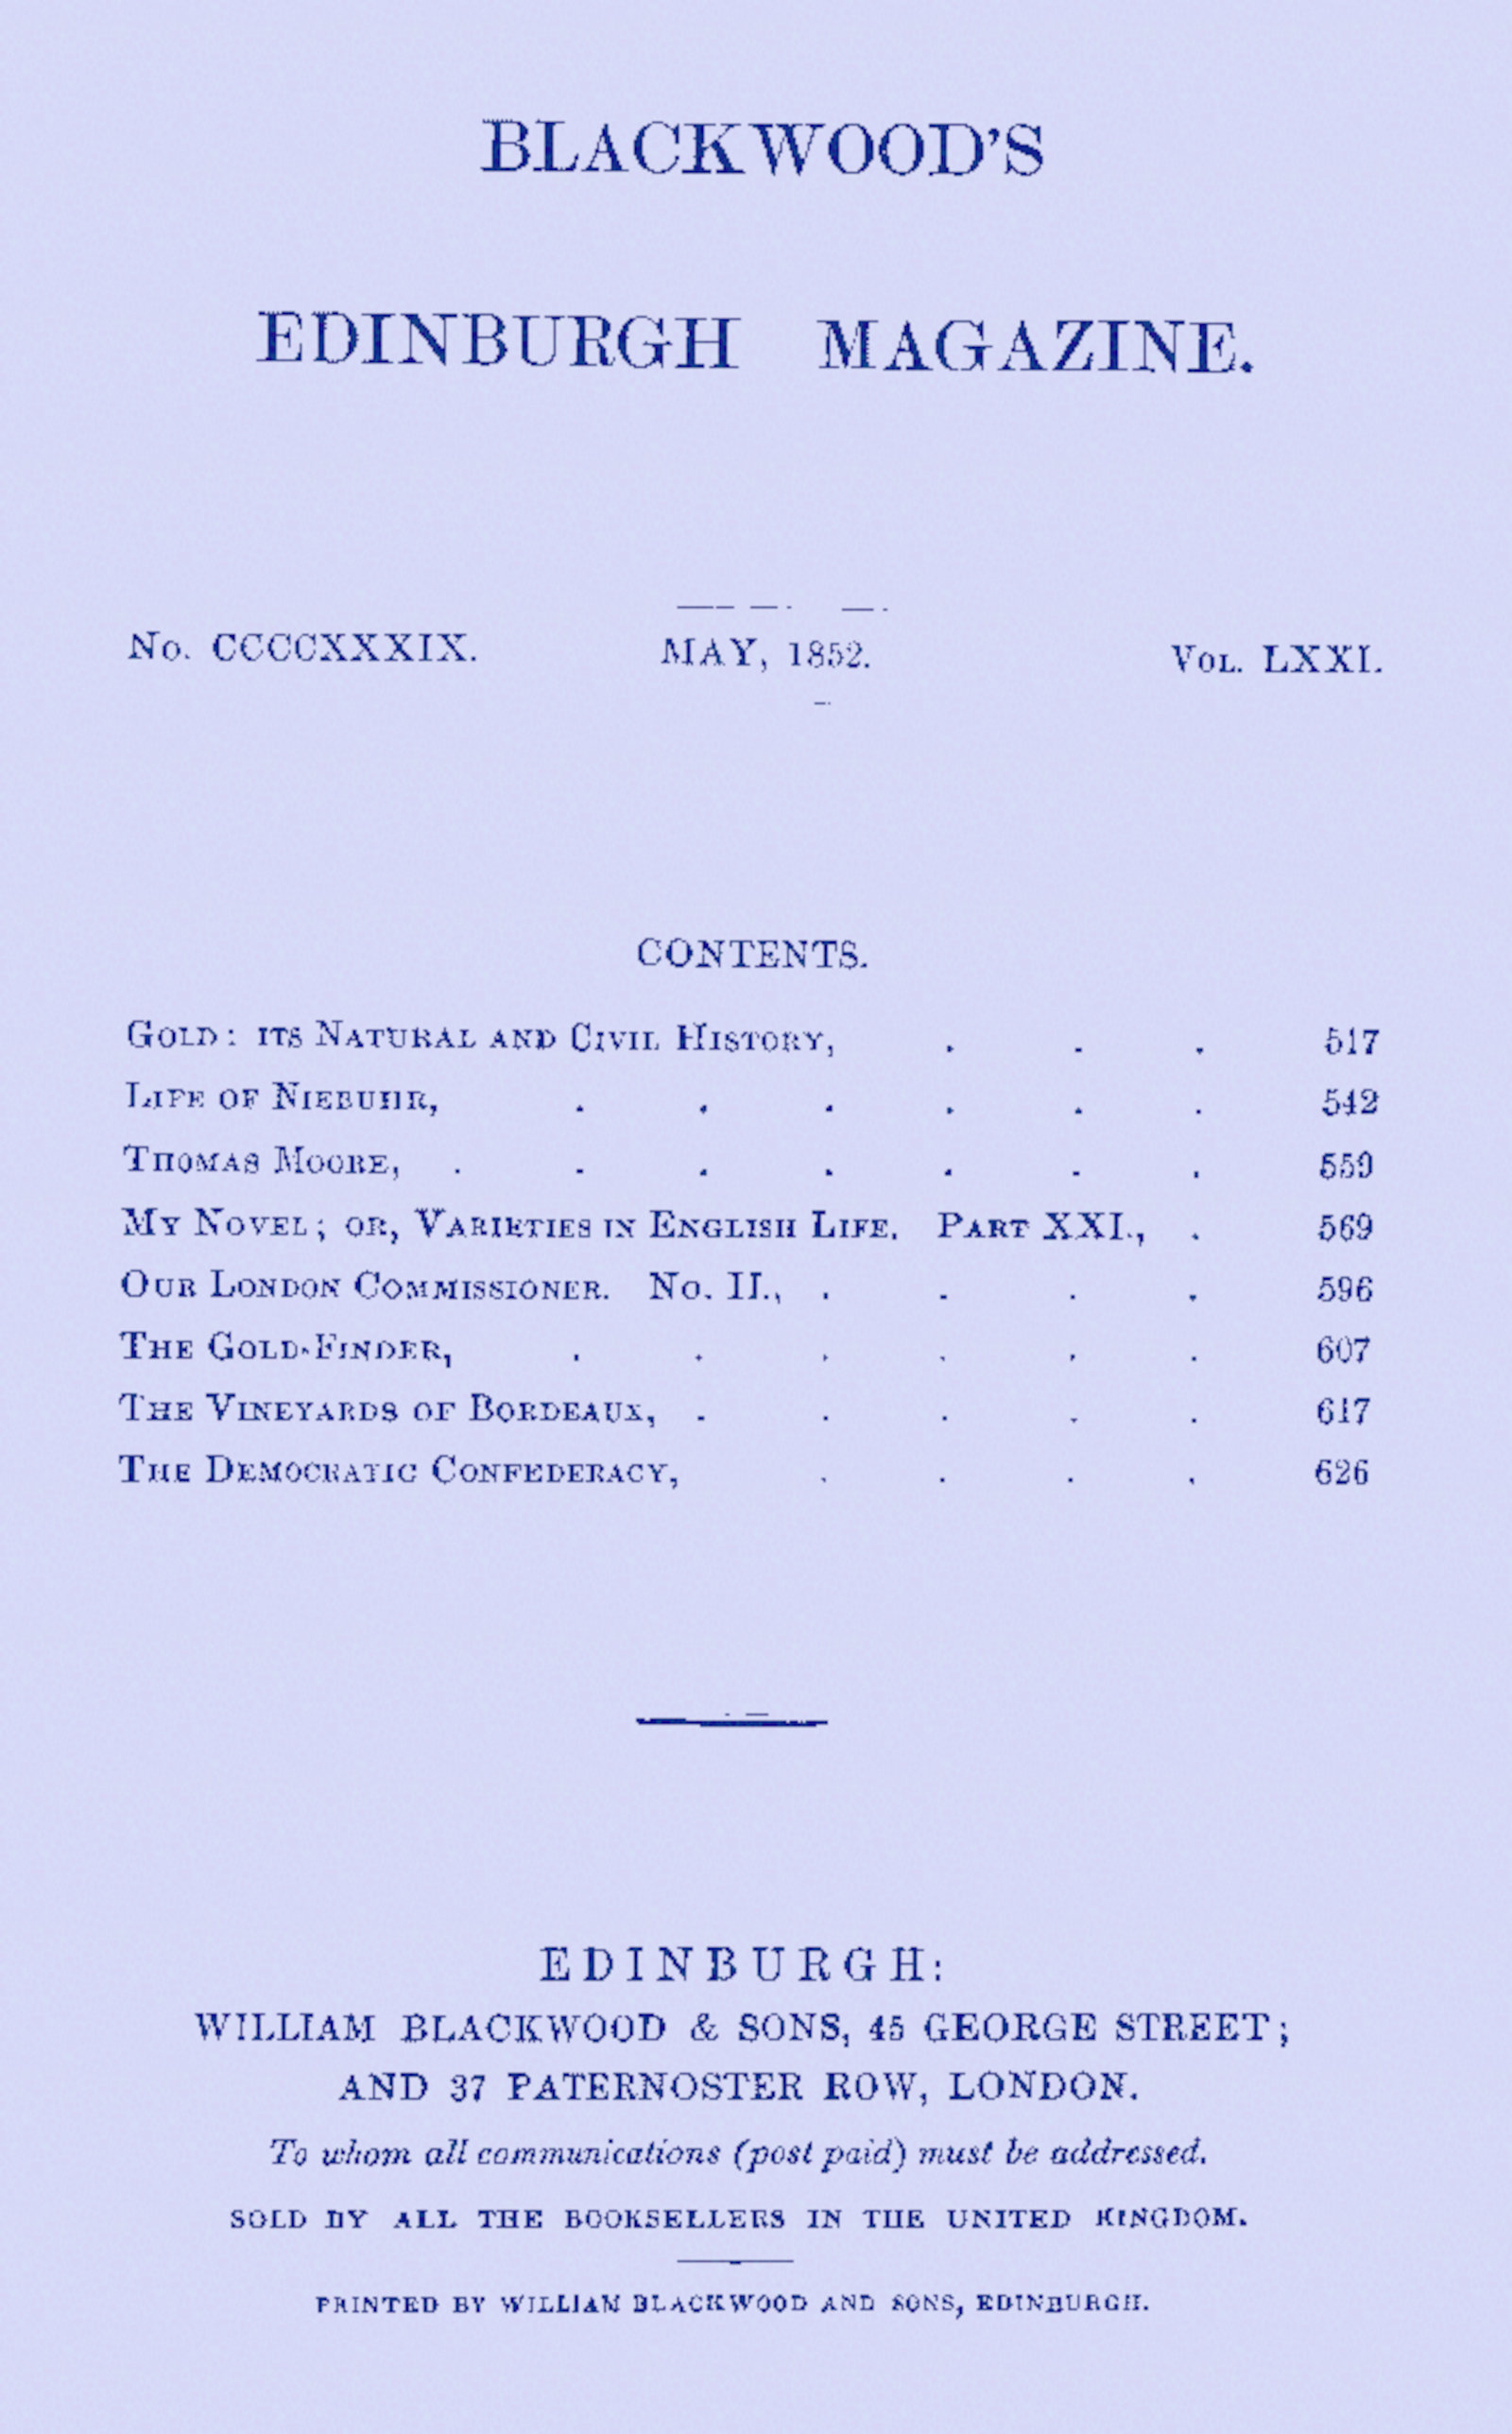 BLACKWOOD'S
EDINBURGH MAGAZINE.
No. CCCCXXXIX. MAY, 1852. Vol. LXXI.
CONTENTS.
Gold: its Natural and Civil History, . . . 517
Life of Niebuhr, . . . . . . 542
Thomas Moore, . . . . . . . 559
My Novel; or, Varieties in English Life. Part XXI., . 569
Our London Commissioner. No. II., . . . . 596
The Gold-Finder, . . . . . . 607
The Vineyards of Bordeaux, . . . . . 617
The Democratic Confederacy, . . . . 626
EDINBURGH:
WILLIAM BLACKWOOD & SONS, 45 GEORGE STREET;
AND 37 PATERNOSTER ROW, LONDON.
To whom all communications (post paid) must be addressed.
SOLD BY ALL THE BOOKSELLERS IN THE UNITED KINGDOM.
PRINTED BY WILLIAM BLACKWOOD AND SONS, EDINBURGH.